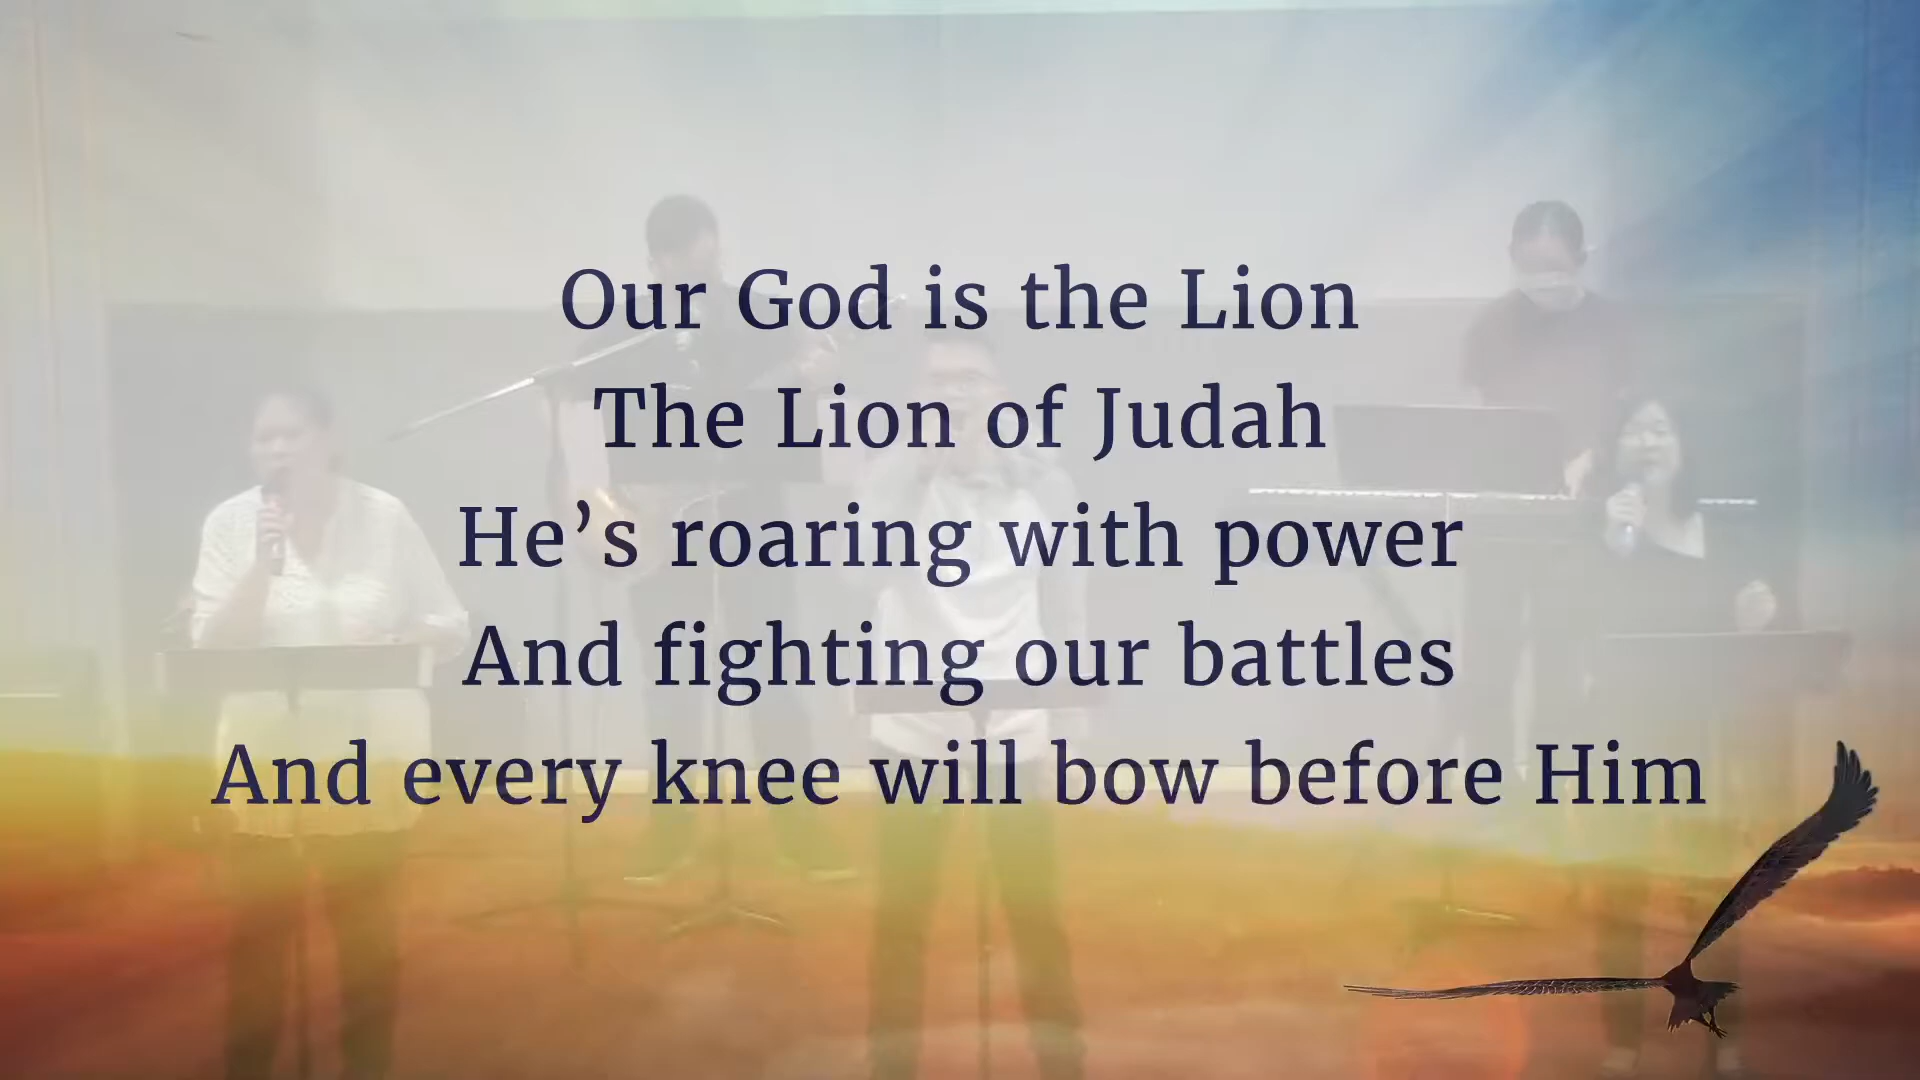 Our God is the Lion
The Lion of Judah
He’s roaring with power
And fighting our battles
And every knee will bow before Him